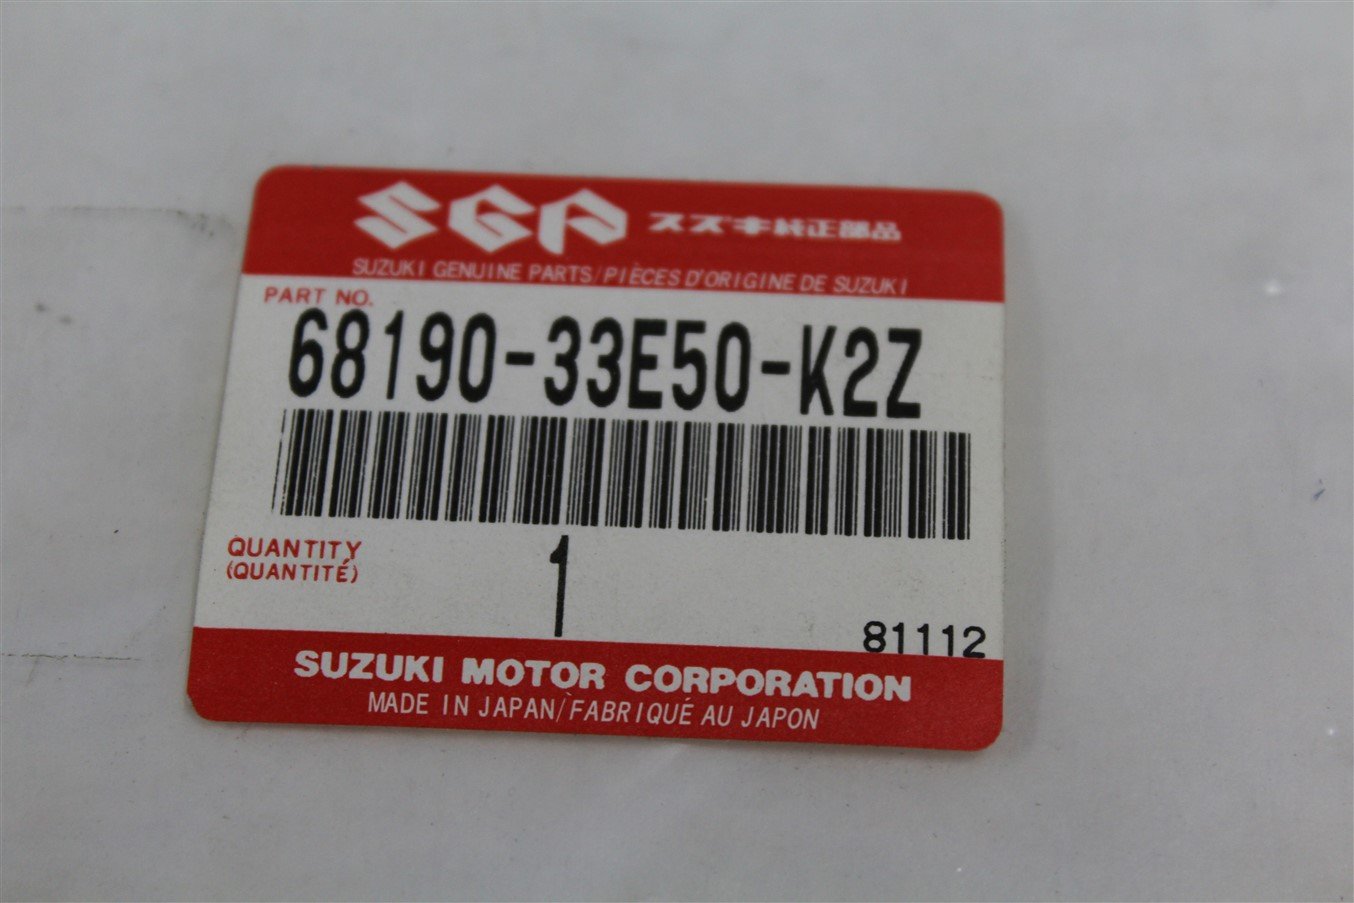 SGP スズキ純正部品
SUZUKI GENUINE PARTS/PIÈCES D'ORIGINE DE SUZUKI
PART NO.
68190-33E50-K2Z
QUANTITY
(QUANTITÉ)
1
81112
SUZUKI MOTOR CORPORATION
MADE IN JAPAN/FABRIQUÉ AU JAPON